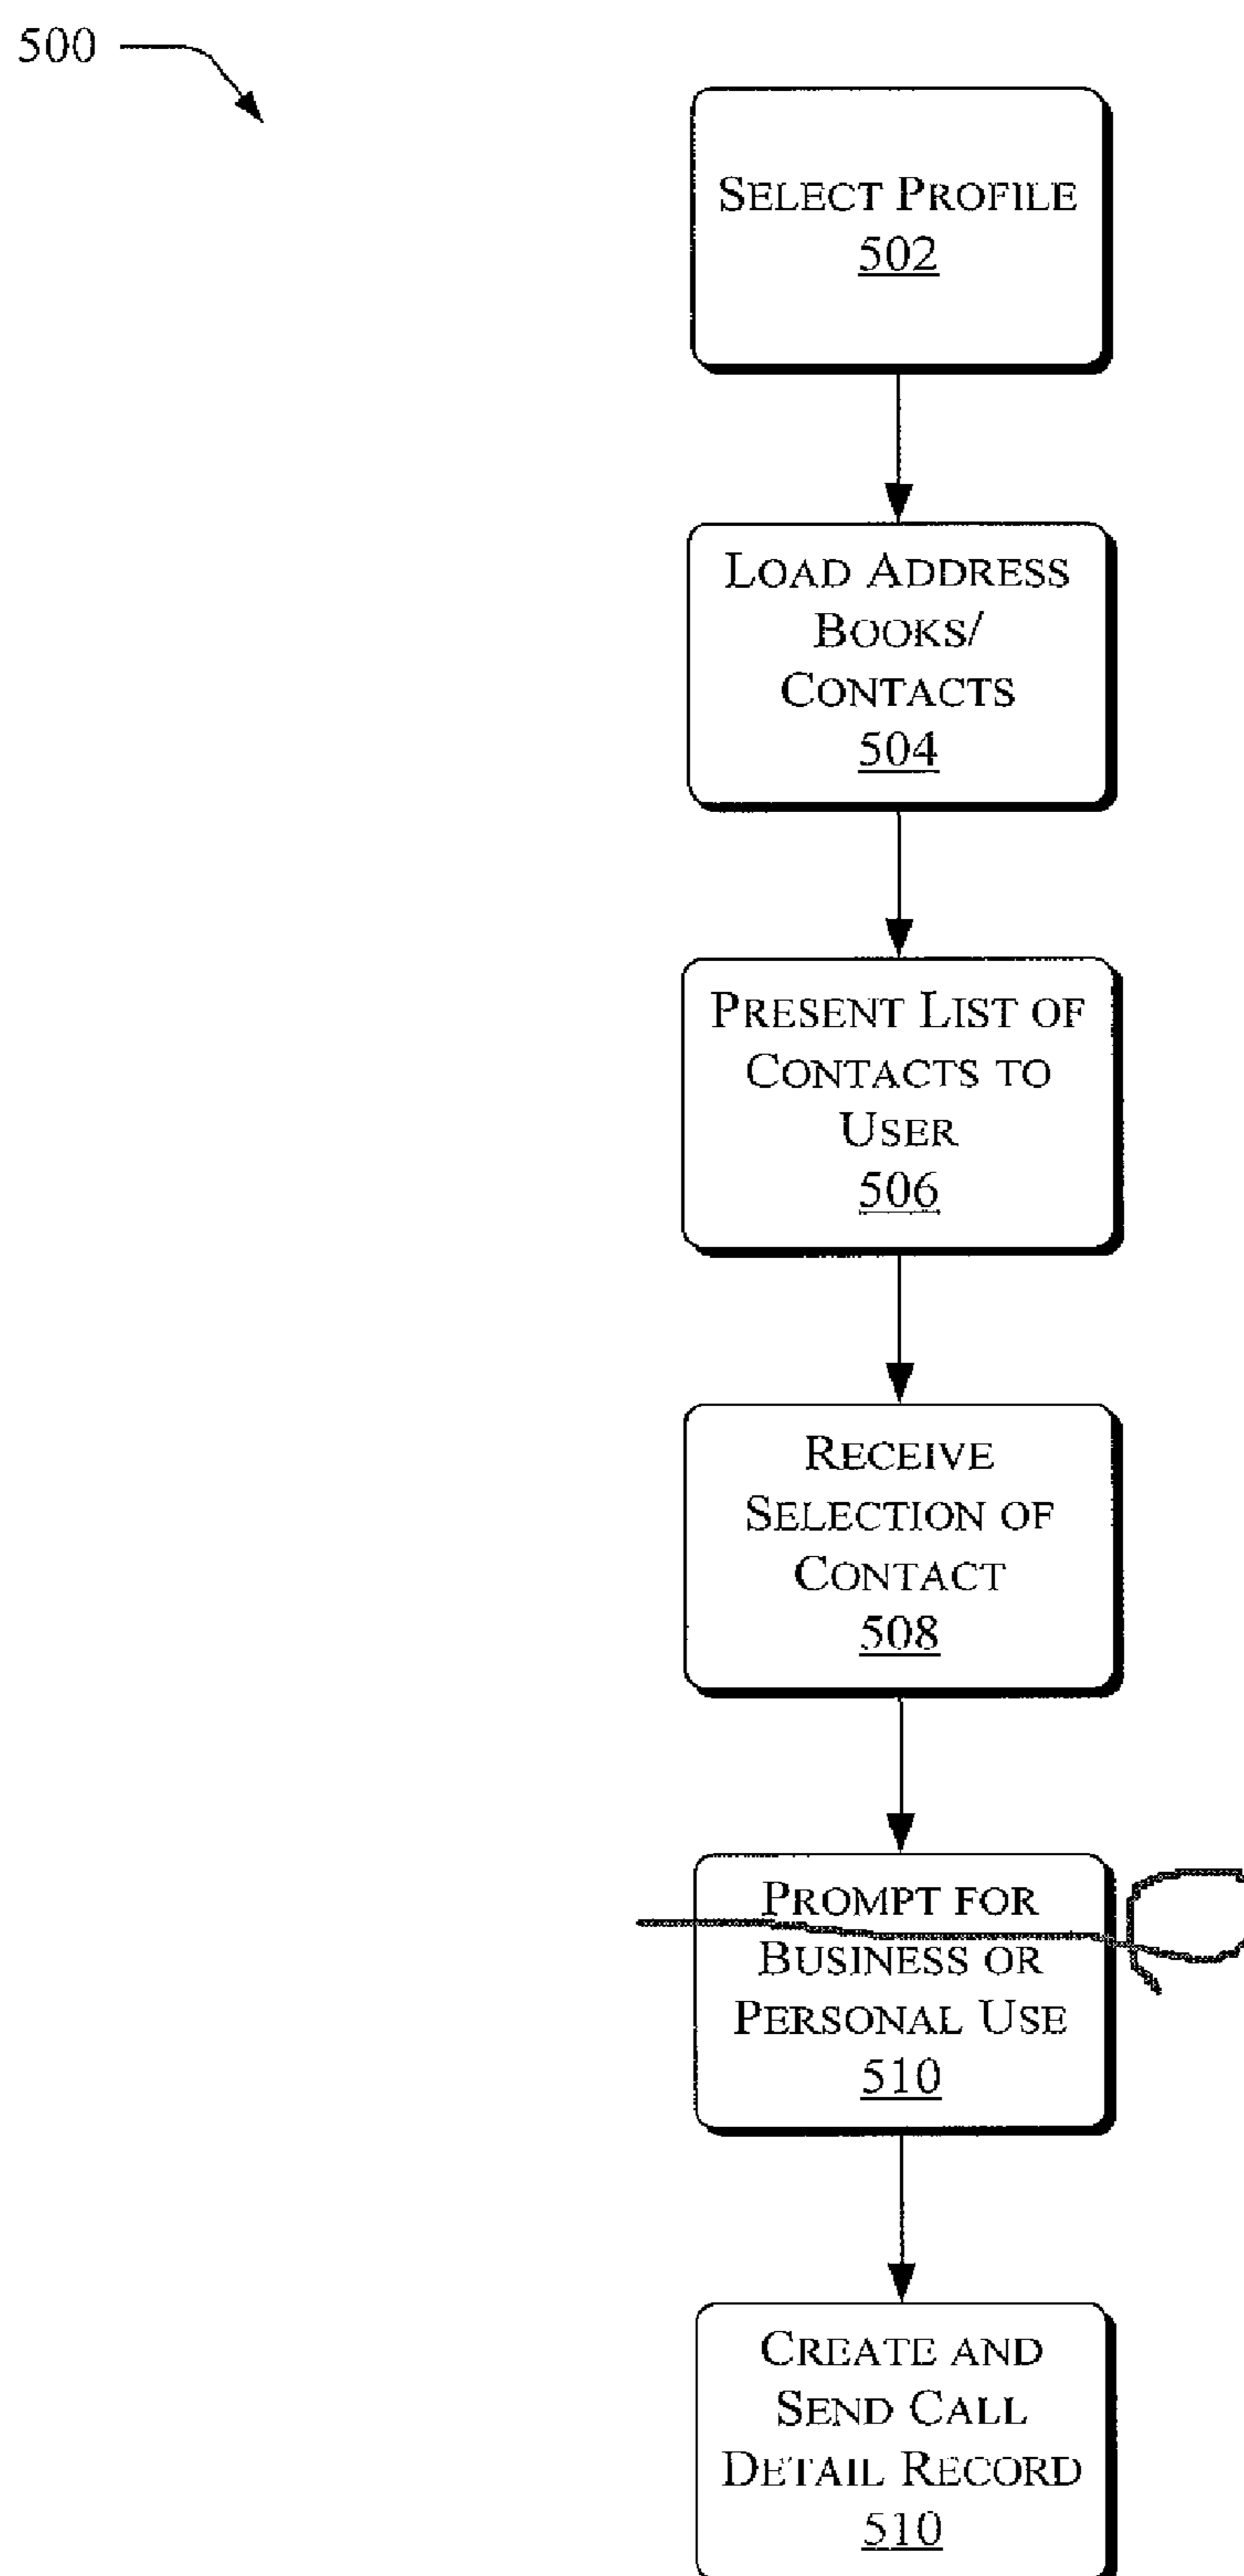 500
SELECT PROFILE
502
LOAD ADDRESS
BOOKS/
CONTACTS
504
PRESENT LIST OF
CONTACTS TO
USER
506
RECEIVE
SELECTION OF
CONTACT
508
PROMPT FOR
BUSINESS OR
PERSONAL USE
510
CREATE AND
SEND CALL
DETAIL RECORD
510